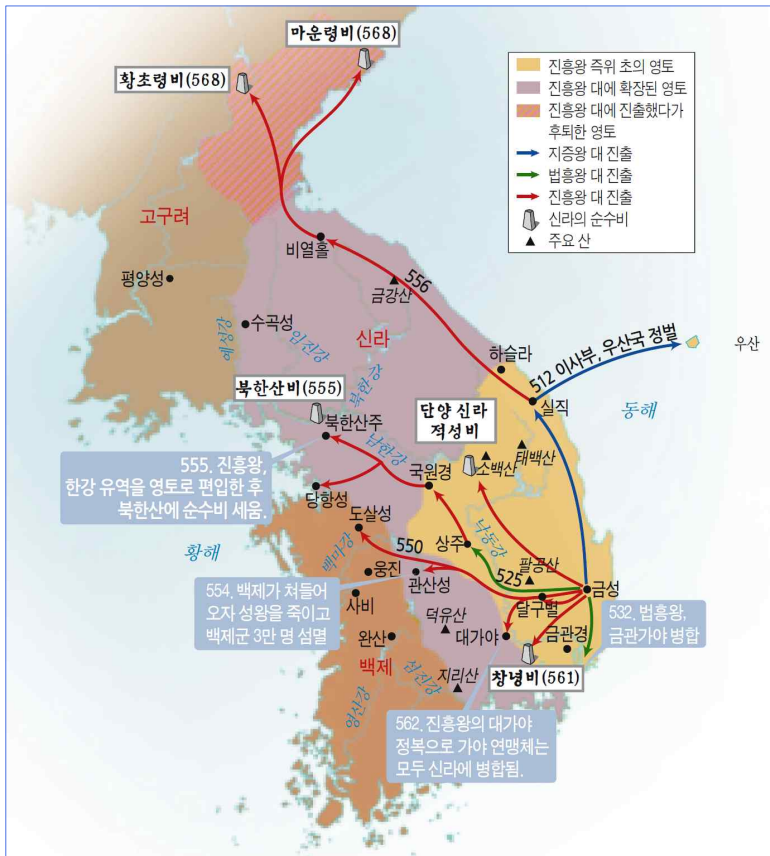 마운령비(568)
황초령비(568)
진흥왕 즉위 초의 영토
진흥왕 대에 확장된 영토
진흥왕 대에 진출했다가
후퇴한 영토
지증왕 대 진출
법흥왕 대 진출
진흥왕 대 진출
신라의 순수비
주요 산
고구려
비열홀
평양성
556
금강산
수곡성
예성강
임진강
신라
북한강
하슬라
512 이사부, 우산국 정벌
우산
실직
동해
북한산비(555)
북한산주
단양 신라
적성비
태백산
소백산
남한강
국원경
555. 진흥왕,
한강 유역을 영토로 편입한 후
북한산에 순수비 세움.
당항성
황해
도살성
백마강
상주
낙동강
550
525
팔공산
웅진
관산성
금성
달구벌
사비
554. 백제가 쳐들어
오자 성왕을 죽이고
백제군 3만 명 섬멸
덕유산
대가야
금관경
532. 법흥왕,
금관가야 병합
완산
백제
창녕비(561)
섬진강
지리산
영산강
562. 진흥왕의 대가야
정복으로 가야 연맹체는
모두 신라에 병합됨.